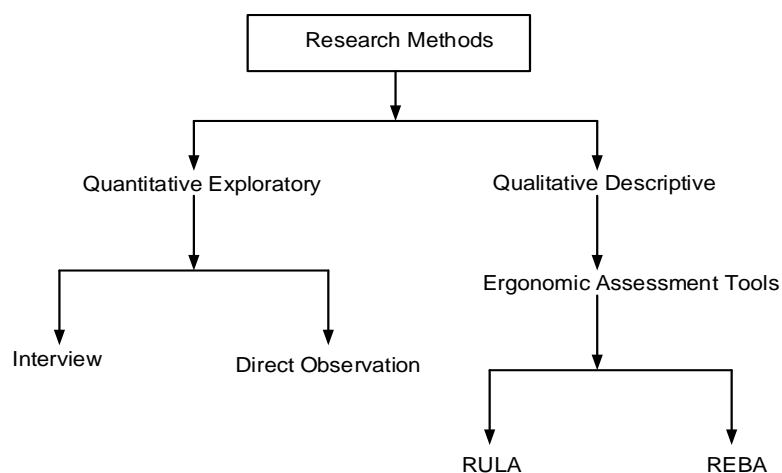 Research Methods
Quantitative Exploratory
Qualitative Descriptive
Ergonomic Assessment Tools
Interview
Direct Observation
RULA
REBA